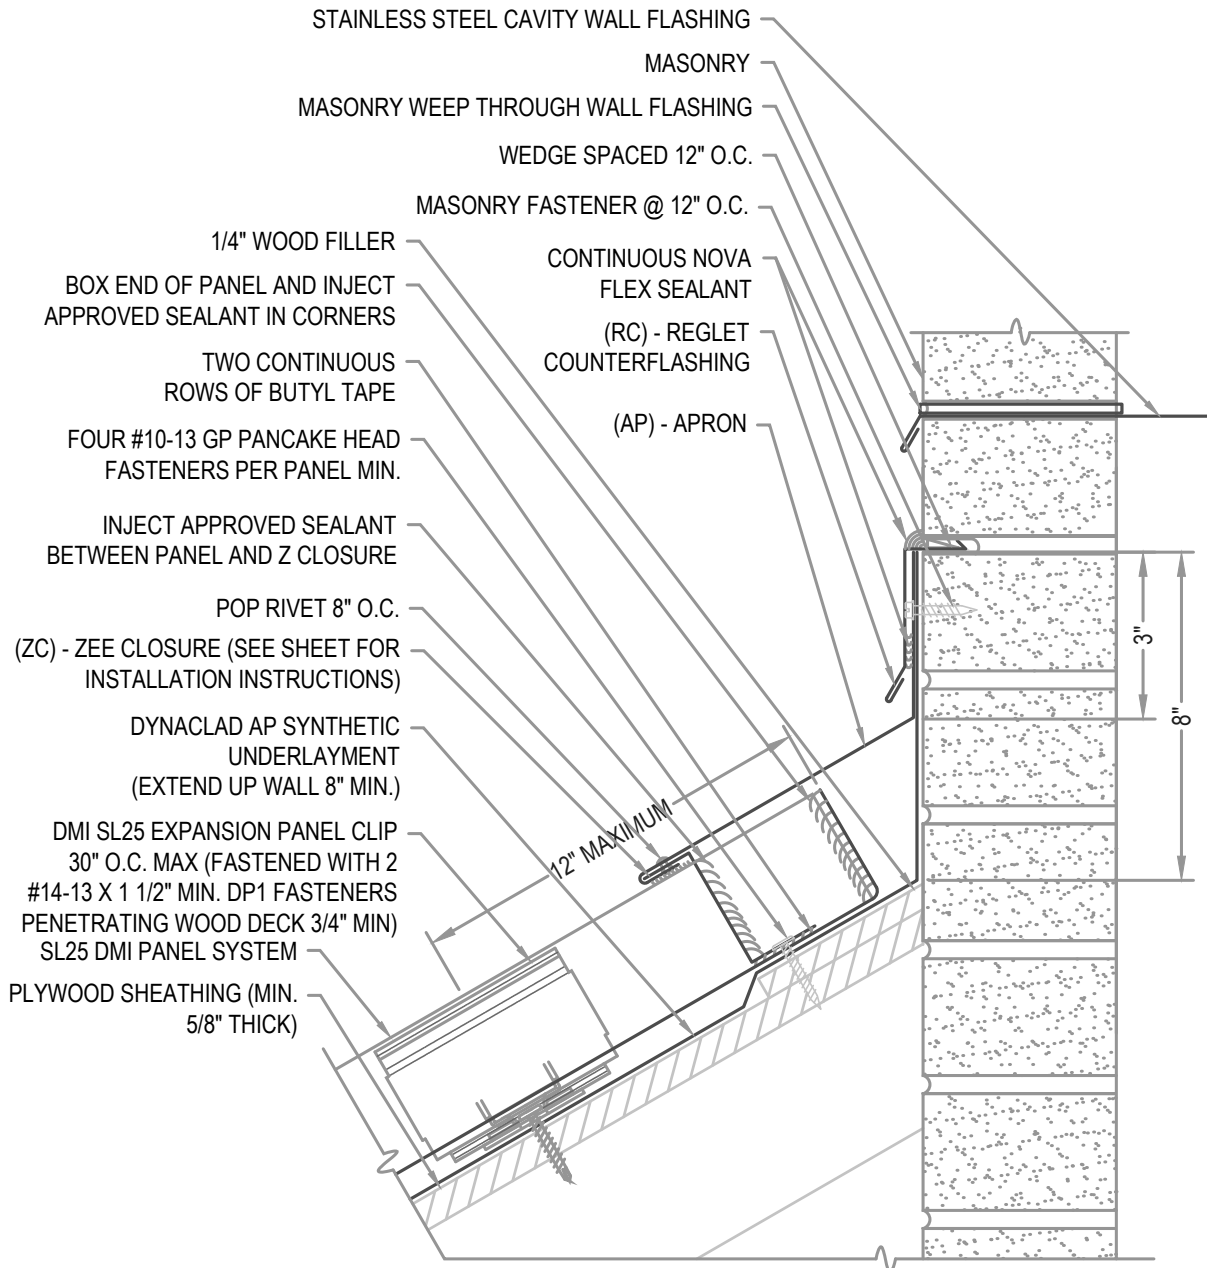 STAINLESS STEEL CAVITY WALL FLASHING
MASONRY
MASONRY WEEP THROUGH WALL FLASHING
WEDGE SPACED 12" O.C.
MASONRY FASTENER @ 12" O.C.
1/4" WOOD FILLER
CONTINUOUS NOVA
FLEX SEALANT
BOX END OF PANEL AND INJECT
APPROVED SEALANT IN CORNERS
(RC) - REGLET
COUNTERFLASHING
TWO CONTINUOUS
ROWS OF BUTYL TAPE
(AP) - APRON
FOUR #10-13 GP PANCAKE HEAD
FASTENERS PER PANEL MIN.
INJECT APPROVED SEALANT
BETWEEN PANEL AND Z CLOSURE
POP RIVET 8" O.C.
(ZC) - ZEE CLOSURE (SEE SHEET FOR
INSTALLATION INSTRUCTIONS)
DYNACLAD AP SYNTHETIC
UNDERLAYMENT
(EXTEND UP WALL 8" MIN.)
DMI SL25 EXPANSION PANEL CLIP
30" O.C. MAX (FASTENED WITH 2
#14-13 X 1 1/2" MIN. DP1 FASTENERS
PENETRATING WOOD DECK 3/4" MIN)
SL25 DMI PANEL SYSTEM
PLYWOOD SHEATHING (MIN.
5/8" THICK)
12" MAXIMUM
3"
8"